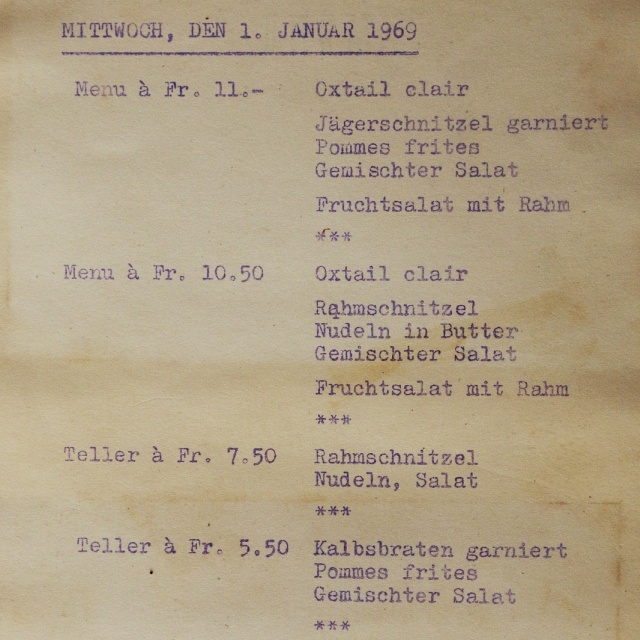 MITTWOCH, DEN 1. JANUAR 1969
Menu à Fr. 11.- Oxtail clair
Jägerschnitzel garniert
Pommes frites
Gemischter Salat
Fruchtsalat mit Rahm
***
Menu à Fr. 10.50 Oxtail clair
Rahmschnitzel
Nudeln in Butter
Gemischter Salat
Fruchtsalat mit Rahm
***
Teller à Fr. 7.50 Rahmschnitzel
Nudeln, Salat
***
Teller à Fr. 5.50 Kalbsbraten garniert
Pommes frites
Gemischter Salat
***